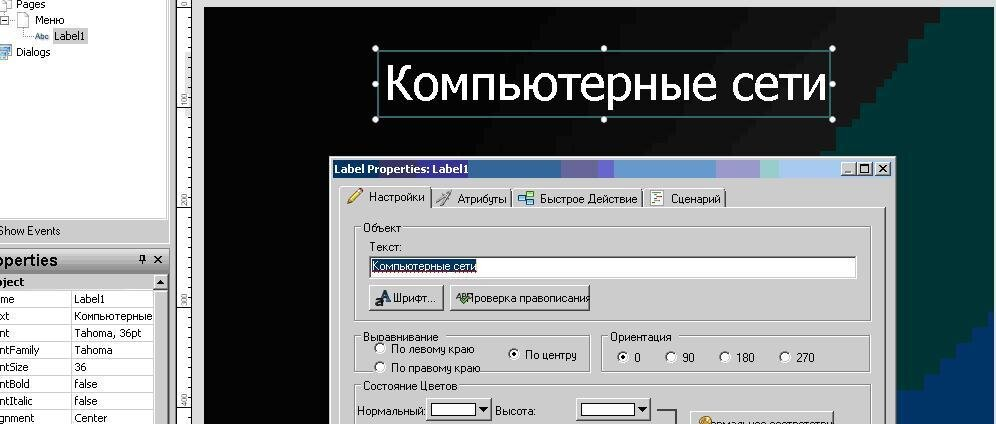 Pages
Меню
Abc Label1
Dialogs
Show Events
Компьютерные сети
Label Properties: Label1
Настройки Атрибуты Быстрое Действие Сценарий
Объект
Текст:
Компьютерные сети
Шрифт... Проверка правописания
Выравнивание
По левому краю
По центру
По правому краю
Ориентация
0 90 180 270
Состояние Цветов
Нормальный: Высота:
operties
oject
me Label1
xt Компьютерные
nt Tahoma, 36pt
ntFamily Tahoma
ntSize 36
ntBold false
ntItalic false
gnment Center
100
200
300
400